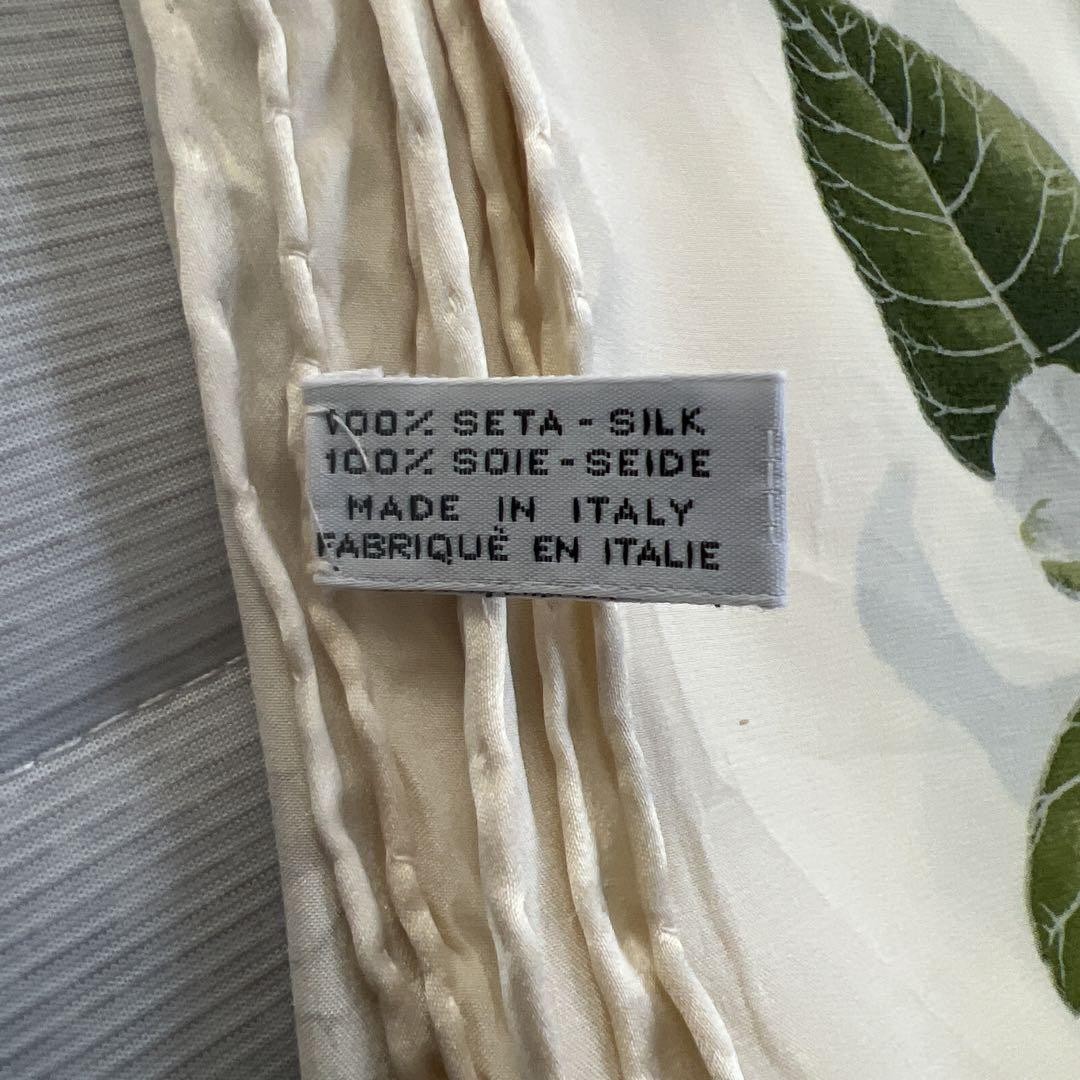 100% SETA - SILK
100% SOIE - SEIDE
MADE IN ITALY
FABRIQUË EN ITALIE